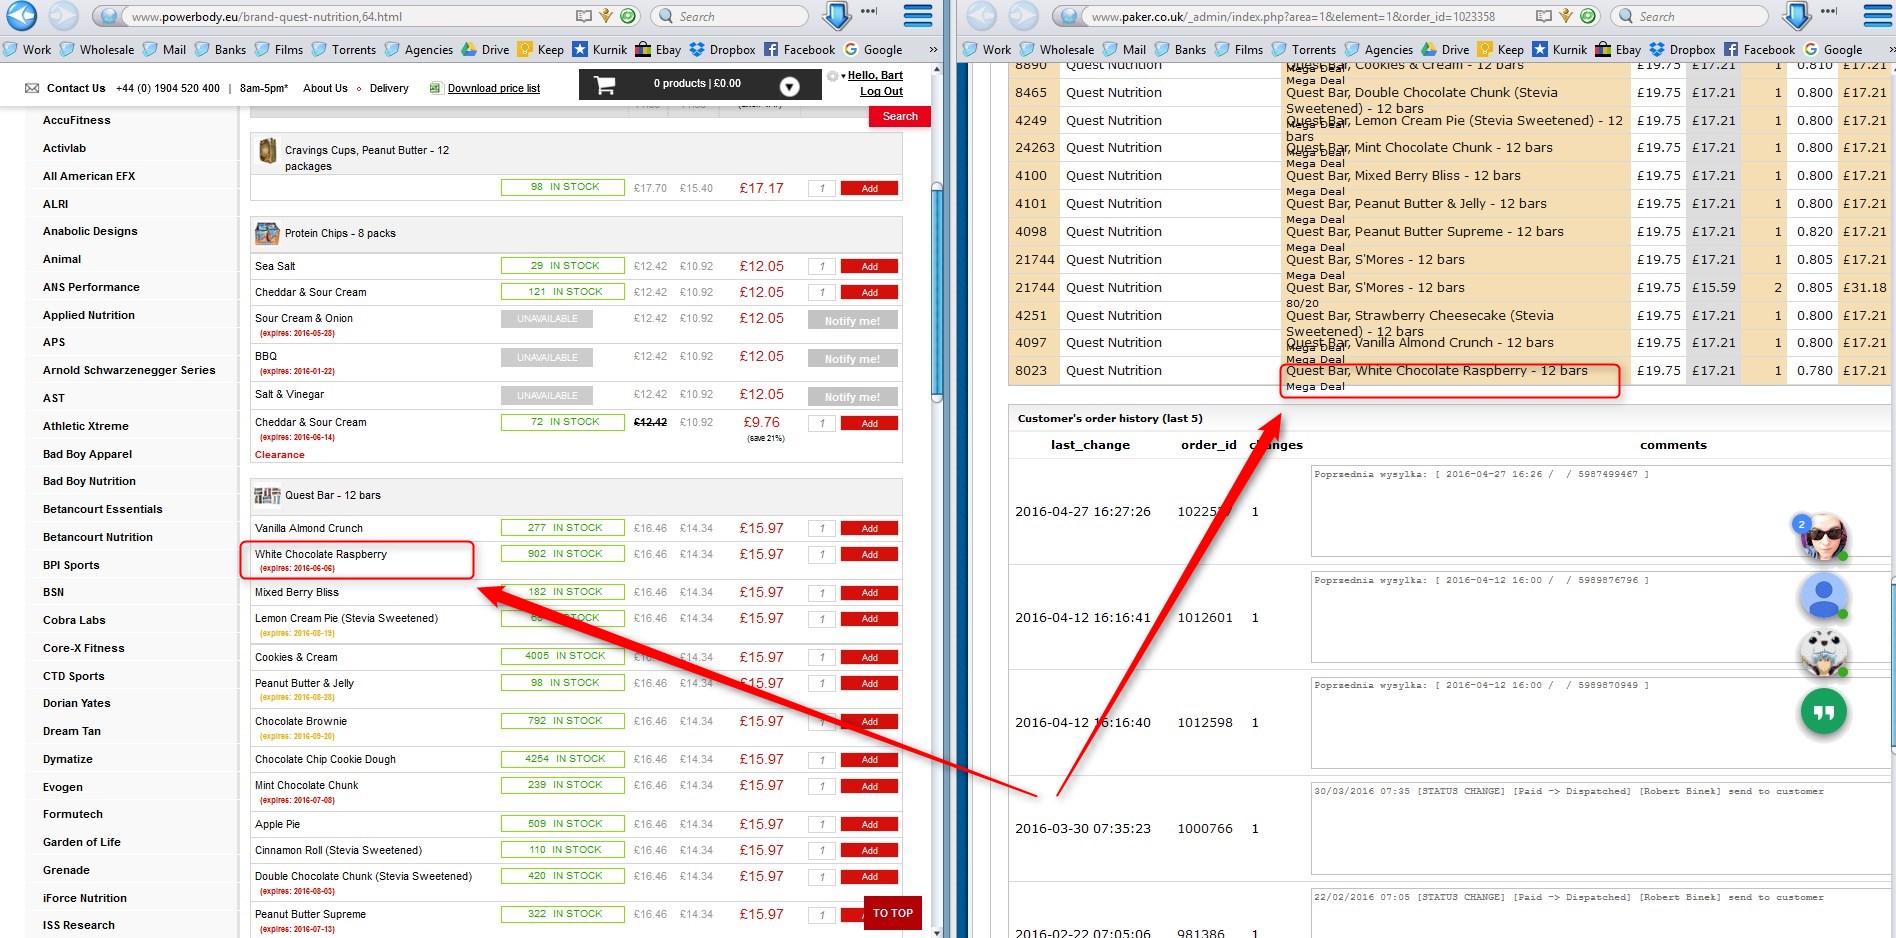 www.powerbody.eu/brand-quest-nutrition,64.html
Search
Work Wholesale Mail Banks Films Torrents Agencies Drive Keep Kurnik Ebay Dropbox Facebook Google »
Contact Us +44 (0) 1904 520 400 | 8am-5pm* About Us Delivery Download price list
0 products | £0.00
Hello, Bart
Log Out
Search
AccuFitness
Activlab
All American EFX
ALRI
Anabolic Designs
Animal
ANS Performance
Applied Nutrition
APS
Arnold Schwarzenegger Series
AST
Athletic Xtreme
Bad Boy Apparel
Bad Boy Nutrition
Betancourt Essentials
Betancourt Nutrition
BPI Sports
BSN
Cobra Labs
Core-X Fitness
CTD Sports
Dorian Yates
Dream Tan
Dymatize
Evogen
Formutech
Garden of Life
Grenade
iForce Nutrition
ISS Research
Cravings Cups, Peanut Butter - 12
packages
98 IN STOCK £17.70 £15.40 £17.17 1 Add
Protein Chips - 8 packs
Sea Salt 29 IN STOCK £12.42 £10.92 £12.05 1 Add
Cheddar & Sour Cream 121 IN STOCK £12.42 £10.92 £12.05 1 Add
Sour Cream & Onion UNAVAILABLE £12.42 £10.92 £12.05 Notify me!
(expires: 2016-05-28)
BBQ UNAVAILABLE £12.42 £10.92 £12.05 Notify me!
(expires: 2016-01-22)
Salt & Vinegar UNAVAILABLE £12.42 £10.92 £12.05 Notify me!
Cheddar & Sour Cream 72 IN STOCK £12.42 £10.92 £9.76 1 Add
(expires: 2016-06-14) (save 21%)
Clearance
Quest Bar - 12 bars
Vanilla Almond Crunch 277 IN STOCK £16.46 £14.34 £15.97 1 Add
White Chocolate Raspberry 902 IN STOCK £16.46 £14.34 £15.97 1 Add
(expires: 2016-06-06)
Mixed Berry Bliss 182 IN STOCK £16.46 £14.34 £15.97 1 Add
Lemon Cream Pie (Stevia Sweetened) IN STOCK £16.46 £14.34 £15.97 1 Add
(expires: 2016-08-19)
Cookies & Cream 4005 IN STOCK £14.34 £15.97 1 Add
Peanut Butter & Jelly 98 IN STOCK £16.46 £14.34 £15.97 1 Add
(expires: 2016-08-28)
Chocolate Brownie 792 IN STOCK £16.46 £14.34 £15.97 1 Add
(expires: 2016-09-20)
Chocolate Chip Cookie Dough 4254 IN STOCK £16.46 £14.34 £15.97 1 Add
Mint Chocolate Chunk 239 IN STOCK £16.46 £14.34 £15.97 1 Add
(expires: 2016-07-08)
Apple Pie 509 IN STOCK £16.46 £14.34 £15.97 1 Add
Cinnamon Roll (Stevia Sweetened) 110 IN STOCK £16.46 £14.34 £15.97 1 Add
Double Chocolate Chunk (Stevia Sweetened) 420 IN STOCK £16.46 £14.34 £15.97 1 Add
(expires: 2016-08-03)
Peanut Butter Supreme 322 IN STOCK £16.46 £14.34 £15.97 1
(expires: 2016-07-13)
TO TOP
www.paker.co.uk/_admin/index.php?area=1&element=1&order_id=1023358
Search
Work Wholesale Mail Banks Films Torrents Agencies Drive Keep Kurnik Ebay Dropbox Facebook Google
8890 Quest Nutrition Quest Bar, Cookies & Cream - 12 bars £19.75 £17.21 1 0.810 £17.21
Mega Deal
Mega Deal
8465 Quest Nutrition Quest Bar, Double Chocolate Chunk (Stevia £19.75 £17.21 1 0.800 £17.21
Sweetened) - 12 bars
4249 Quest Nutrition Quest Bar, Lemon Cream Pie (Stevia Sweetened) - 12 £19.75 £17.21 1 0.800 £17.21
Mega Deal
bars
24263 Quest Nutrition Quest Bar, Mint Chocolate Chunk - 12 bars £19.75 £17.21 1 0.800 £17.21
Mega Deal
Mega Deal
4100 Quest Nutrition Quest Bar, Mixed Berry Bliss - 12 bars £19.75 £17.21 1 0.800 £17.21
Mega Deal
4101 Quest Nutrition Quest Bar, Peanut Butter & Jelly - 12 bars £19.75 £17.21 1 0.800 £17.21
Mega Deal
4098 Quest Nutrition Quest Bar, Peanut Butter Supreme - 12 bars £19.75 £17.21 1 0.820 £17.21
Mega Deal
21744 Quest Nutrition Quest Bar, S'Mores - 12 bars £19.75 £17.21 1 0.805 £17.21
Mega Deal
21744 Quest Nutrition Quest Bar, S'Mores - 12 bars £19.75 £15.59 2 0.805 £31.18
80/20
4251 Quest Nutrition Quest Bar, Strawberry Cheesecake (Stevia £19.75 £17.21 1 0.800 £17.21
Sweetened) - 12 bars
4097 Quest Nutrition Quest Bar, Vanilla Almond Crunch - 12 bars £19.75 £17.21 1 0.800 £17.21
Mega Deal
Mega Deal
8023 Quest Nutrition Quest Bar, White Chocolate Raspberry - 12 bars £19.75 £17.21 1 0.780 £17.21
Mega Deal
Customer's order history (last 5)
last_change order_id changes comments
Poprzednia wysylka: [ 2016-04-27 16:26 / / 5987499467 ]
2016-04-27 16:27:26 1
Poprzednia wysylka: [ 2016-04-12 16:00 / / 5989876796 ]
2016-04-12 16:16:41 1012601 1
Poprzednia wysylka: [ 2016-04-12 16:00 / / 5989870949 ]
2016-04-12 16:16:40 1012598 1
30/03/2016 07:35 [STATUS CHANGE] [Paid -> Dispatched] [Robert Binek] send to customer
2016-03-30 07:35:23 1000766 1
22/02/2016 07:05 [STATUS CHANGE] [Paid -> Dispatched] [Robert Binek] send to customer
2016-02-22 07:05:06 981386 1
2